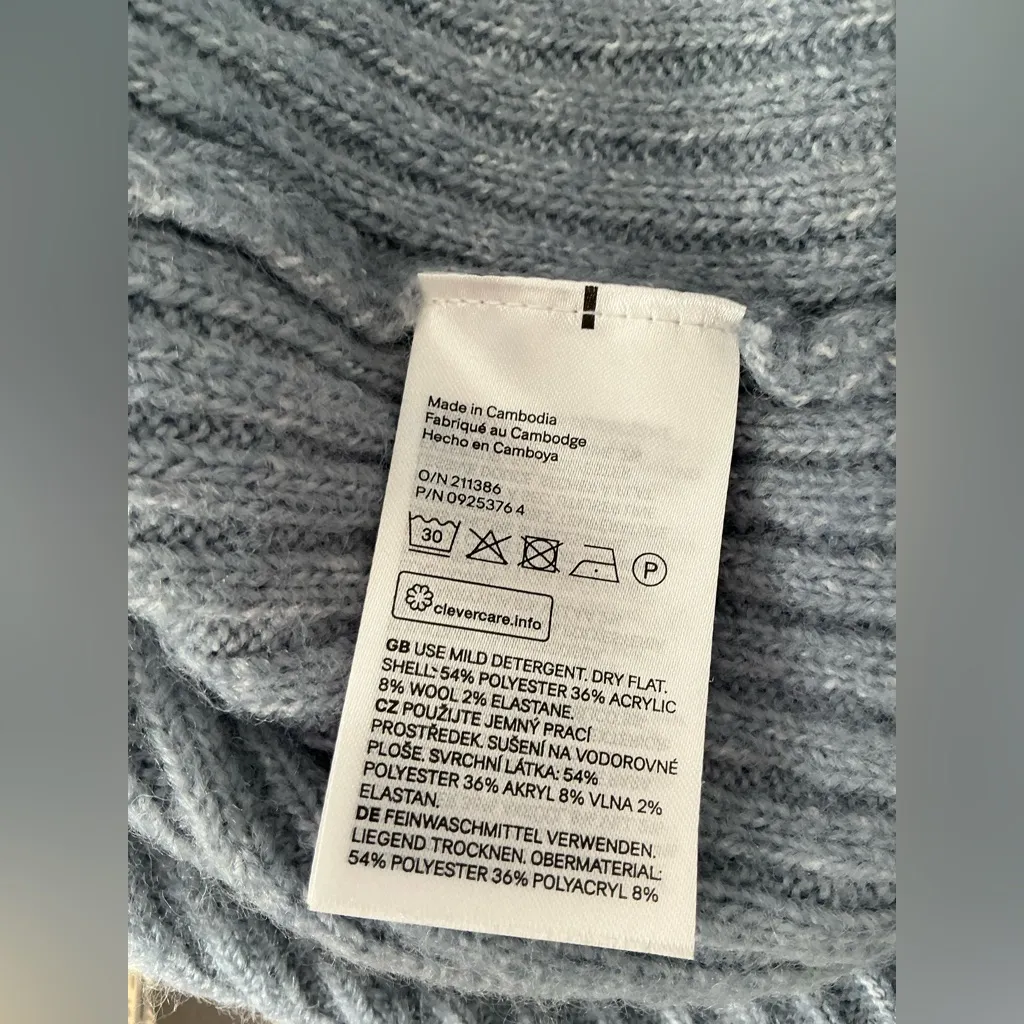 Made in Cambodia
Fabriqué au Cambodge
Hecho en Camboya
O/N 211386
P/N 0925376 4
30 P
clevercare.info
GB USE MILD DETERGENT. DRY FLAT.
SHELL: 54% POLYESTER 36% ACRYLIC
8% WOOL 2% ELASTANE.
CZ POUŽIJTE JEMNÝ PRACÍ
PROSTŘEDEK. SUŠENÍ NA VODOROVNÉ
PLOŠE. SVRCHNÍ LÁTKA: 54%
POLYESTER 36% AKRYL 8% VLNA 2%
ELASTAN.
DE FEINWASCHMITTEL VERWENDEN.
LIEGEND TROCKNEN. OBERMATERIAL:
54% POLYESTER 36% POLYACRYL 8%